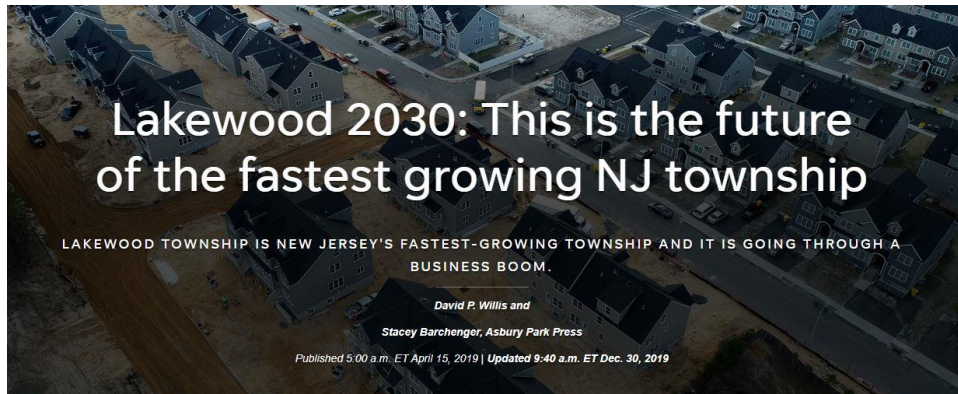 Lakewood 2030: This is the future
of the fastest growing NJ township
LAKEWOOD TOWNSHIP IS NEW JERSEY'S FASTEST-GROWING TOWNSHIP AND IT IS GOING THROUGH A
BUSINESS BOOM.
David P. Willis and
Stacey Barchenger, Asbury Park Press
Published 5:00 a.m. ET April 15, 2019 | Updated 9:40 a.m. ET Dec. 30, 2019